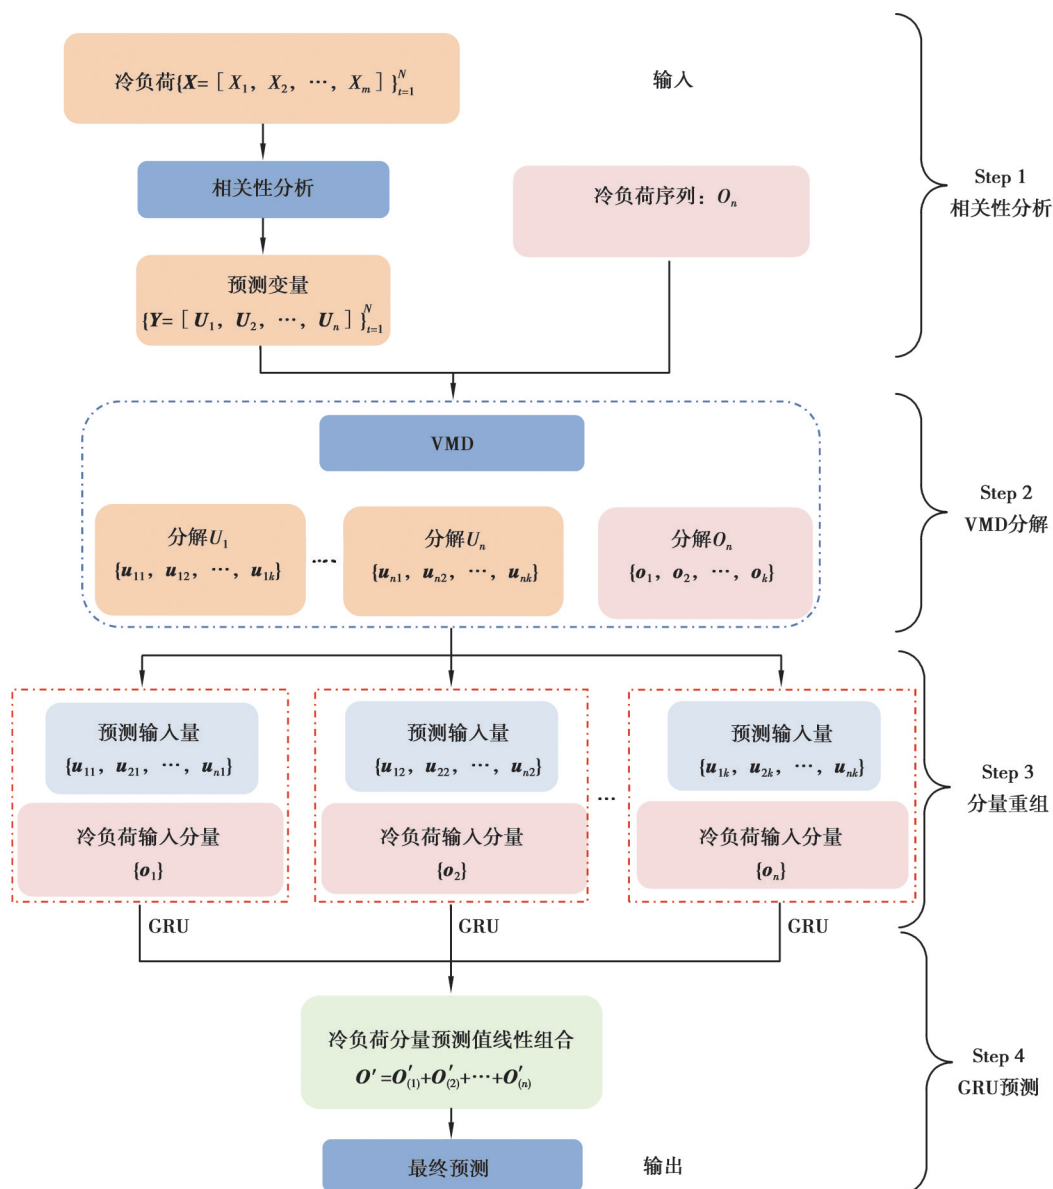 冷负荷{X=[X₁, X₂, ⋯, Xₘ]}ᴺₜ₌₁
输入
相关性分析
冷负荷序列：Oₙ
Step 1
相关性分析
预测变量
{Y=[U₁, U₂, ⋯, Uₙ]}ᴺₜ₌₁
VMD
分解U₁
{u₁₁, u₁₂, ⋯, u₁ₖ}
....
分解Uₙ
{uₙ₁, uₙ₂, ⋯, uₙₖ}
分解Oₙ
{o₁, o₂, ⋯, oₖ}
Step 2
VMD分解
预测输入量
{u₁₁, u₂₁, ⋯, uₙ₁}
冷负荷输入分量
{o₁}
预测输入量
{u₁₂, u₂₂, ⋯, uₙ₂}
冷负荷输入分量
{o₂}
...
预测输入量
{u₁ₖ, u₂ₖ, ⋯, uₙₖ}
冷负荷输入分量
{oₙ}
Step 3
分量重组
GRU
GRU
GRU
冷负荷分量预测值线性组合
O′=O′₍₁₎+O′₍₂₎+⋯+O′₍ₙ₎
Step 4
GRU预测
最终预测
输出